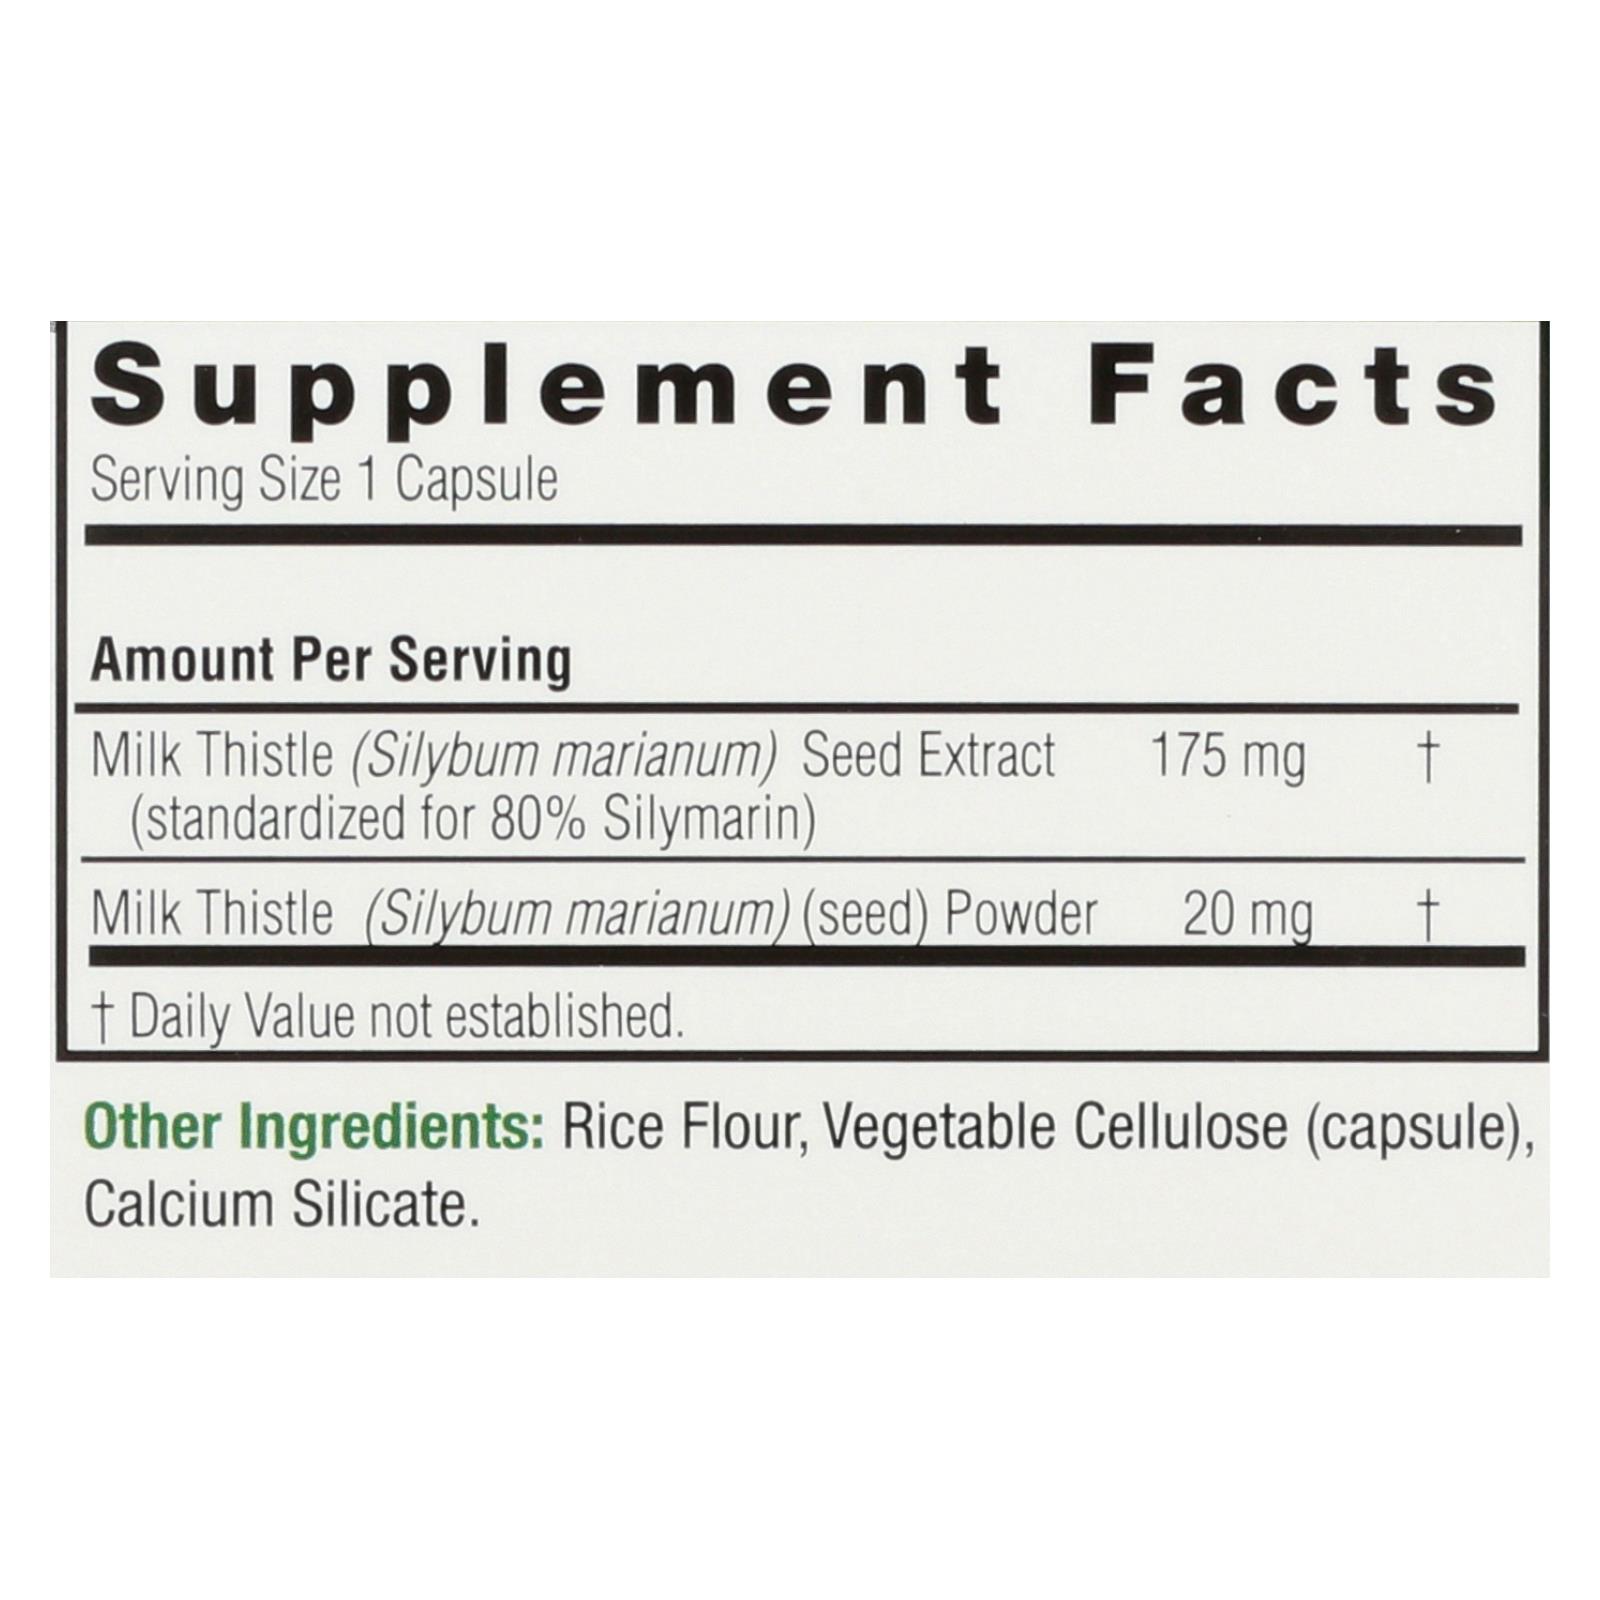 Supplement Facts
Serving Size 1 Capsule
Amount Per Serving
Milk Thistle (Silybum marianum) Seed Extract 175 mg †
(standardized for 80% Silymarin)
Milk Thistle (Silybum marianum) (seed) Powder 20 mg †
† Daily Value not established.
Other Ingredients: Rice Flour, Vegetable Cellulose (capsule),
Calcium Silicate.